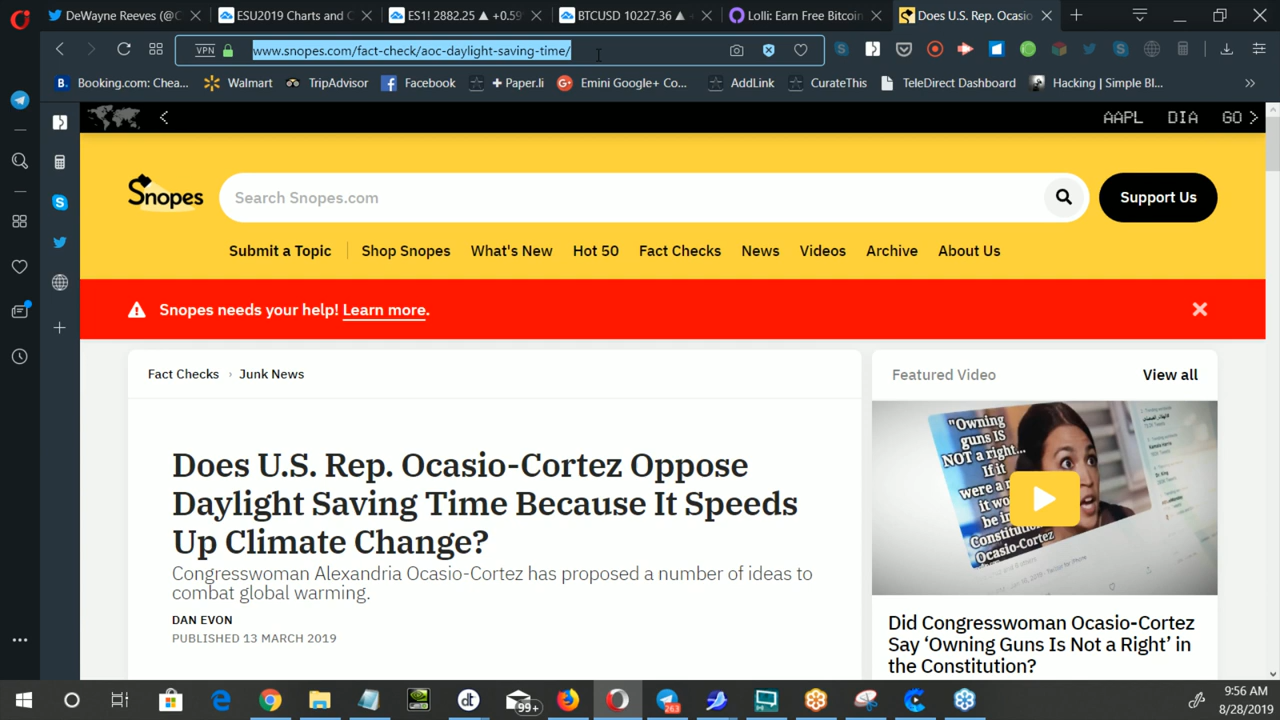 DeWayne Reeves (@C
ESU2019 Charts and C
ES1! 2882.25 ▲ +0.59
BTCUSD 10227.36 ▲
Lolli: Earn Free Bitcoin
Does U.S. Rep. Ocasio
VPN
www.snopes.com/fact-check/aoc-daylight-saving-time/
B. Booking.com: Chea...
Walmart
TripAdvisor
Facebook
+ Paper.li
Emini Google+ Co...
AddLink
CurateThis
TeleDirect Dashboard
Hacking | Simple Bl...
AAPL DIA GO
Snopes
Search Snopes.com
Support Us
Submit a Topic
Shop Snopes
What's New
Hot 50
Fact Checks
News
Videos
Archive
About Us
Snopes needs your help! Learn more.
Fact Checks › Junk News
Does U.S. Rep. Ocasio-Cortez Oppose
Daylight Saving Time Because It Speeds
Up Climate Change?
Congresswoman Alexandria Ocasio-Cortez has proposed a number of ideas to
combat global warming.
DAN EVON
PUBLISHED 13 MARCH 2019
Featured Video
View all
"Owning
guns IS
NOT a right...
If it
were a
it wo
be in
Constitution
Ocasio-Cortez
Did Congresswoman Ocasio-Cortez
Say ‘Owning Guns Is Not a Right’ in
the Constitution?
99+
dt
263
9:56 AM
8/28/2019